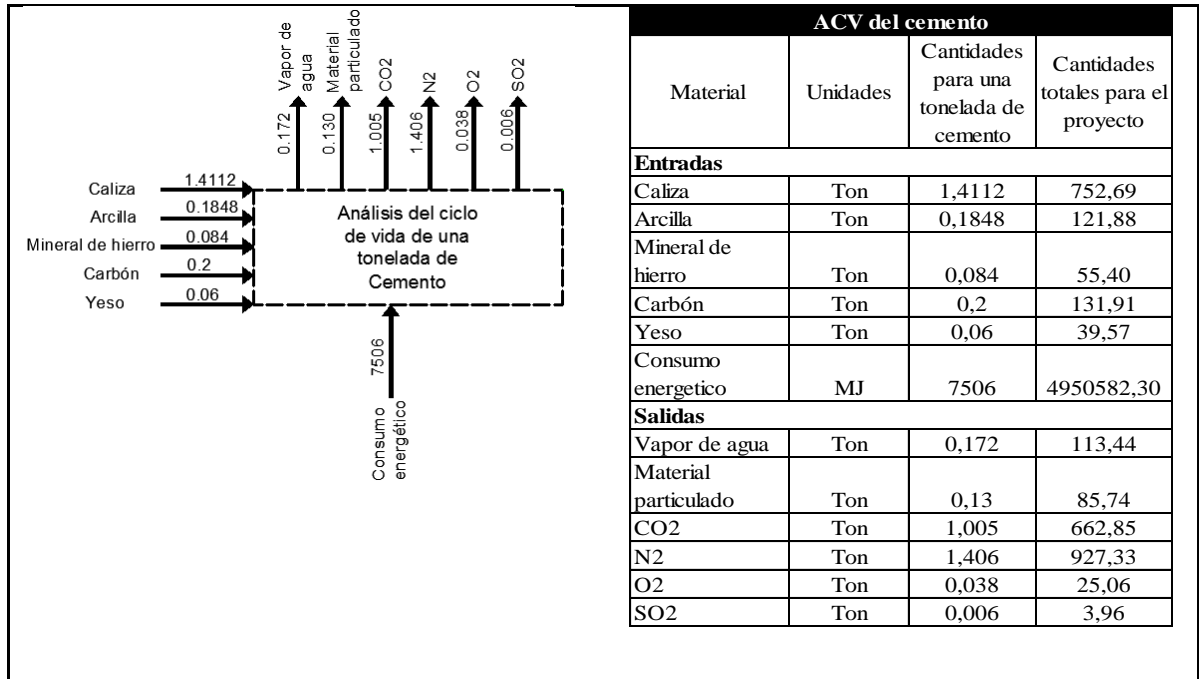 Vapor de
agua
Material
particulado
CO2
N2
O2
SO2
0.172
0.130
1.005
1.406
0.038
0.006
Caliza 1.4112
Arcilla 0.1848
Mineral de hierro 0.084
Carbón 0.2
Yeso 0.06
Análisis del ciclo
de vida de una
tonelada de
Cemento
7506
Consumo
energético
ACV del cemento
Material Unidades Cantidades para una tonelada de cemento Cantidades totales para el proyecto
Entradas
Caliza Ton 1,4112 752,69
Arcilla Ton 0,1848 121,88
Mineral de
hierro Ton 0,084 55,40
Carbón Ton 0,2 131,91
Yeso Ton 0,06 39,57
Consumo
energetico MJ 7506 4950582,30
Salidas
Vapor de agua Ton 0,172 113,44
Material
particulado Ton 0,13 85,74
CO2 Ton 1,005 662,85
N2 Ton 1,406 927,33
O2 Ton 0,038 25,06
SO2 Ton 0,006 3,96